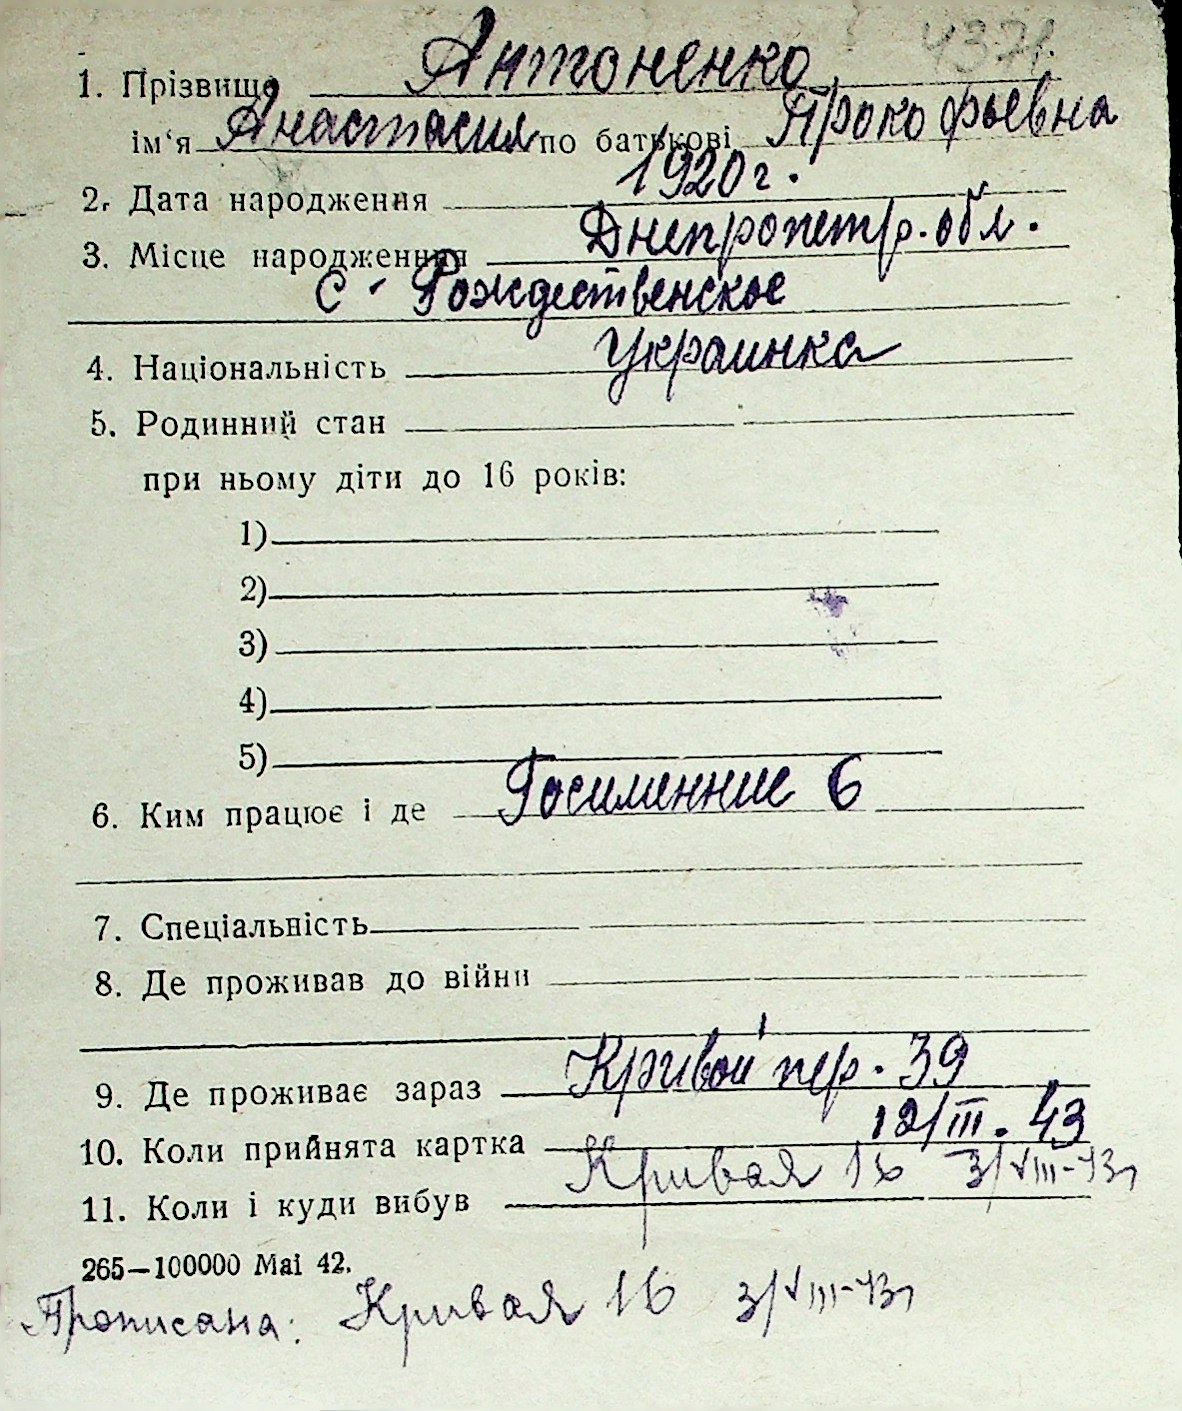 4371.
1. Прізвище Антоненко
ім'я Анастасия по батькові Прокофьевна
2. Дата народження 1920 г.
3. Місце народження Днепропетр. обл.
с. Рождественское
4. Національність Украинка
5. Родинний стан
при ньому діти до 16 років:
1)
2)
3)
4)
5)
6. Ким працює і де Госимение 6
7. Спеціальність
8. Де проживав до війни
9. Де проживає зараз Кривой пер. 39
10. Коли прийнята картка 12/III. 43
11. Коли і куди вибув Кривая 16 3/VIII-43
265—100000 Mai 42.
Прописана: Кривая 16 3/VIII-43